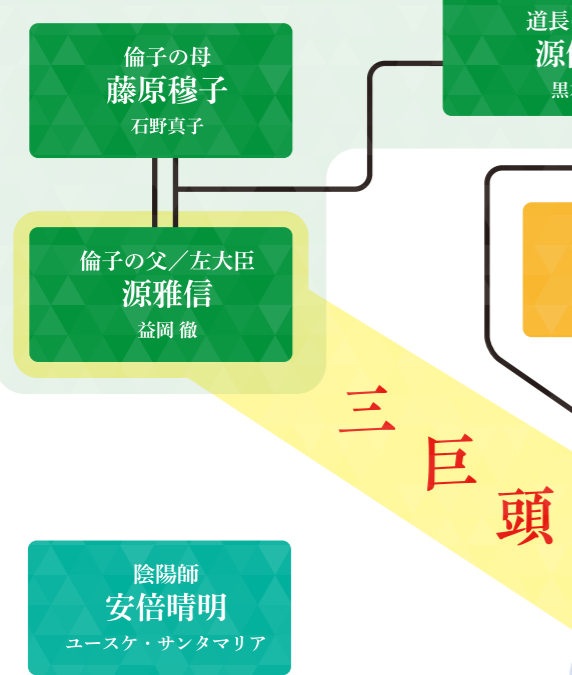 倫子の母
藤原穆子
石野真子
道長
源
黒
倫子の父／左大臣
源雅信
益岡 徹
三巨頭
陰陽師
安倍晴明
ユースケ・サンタマリア